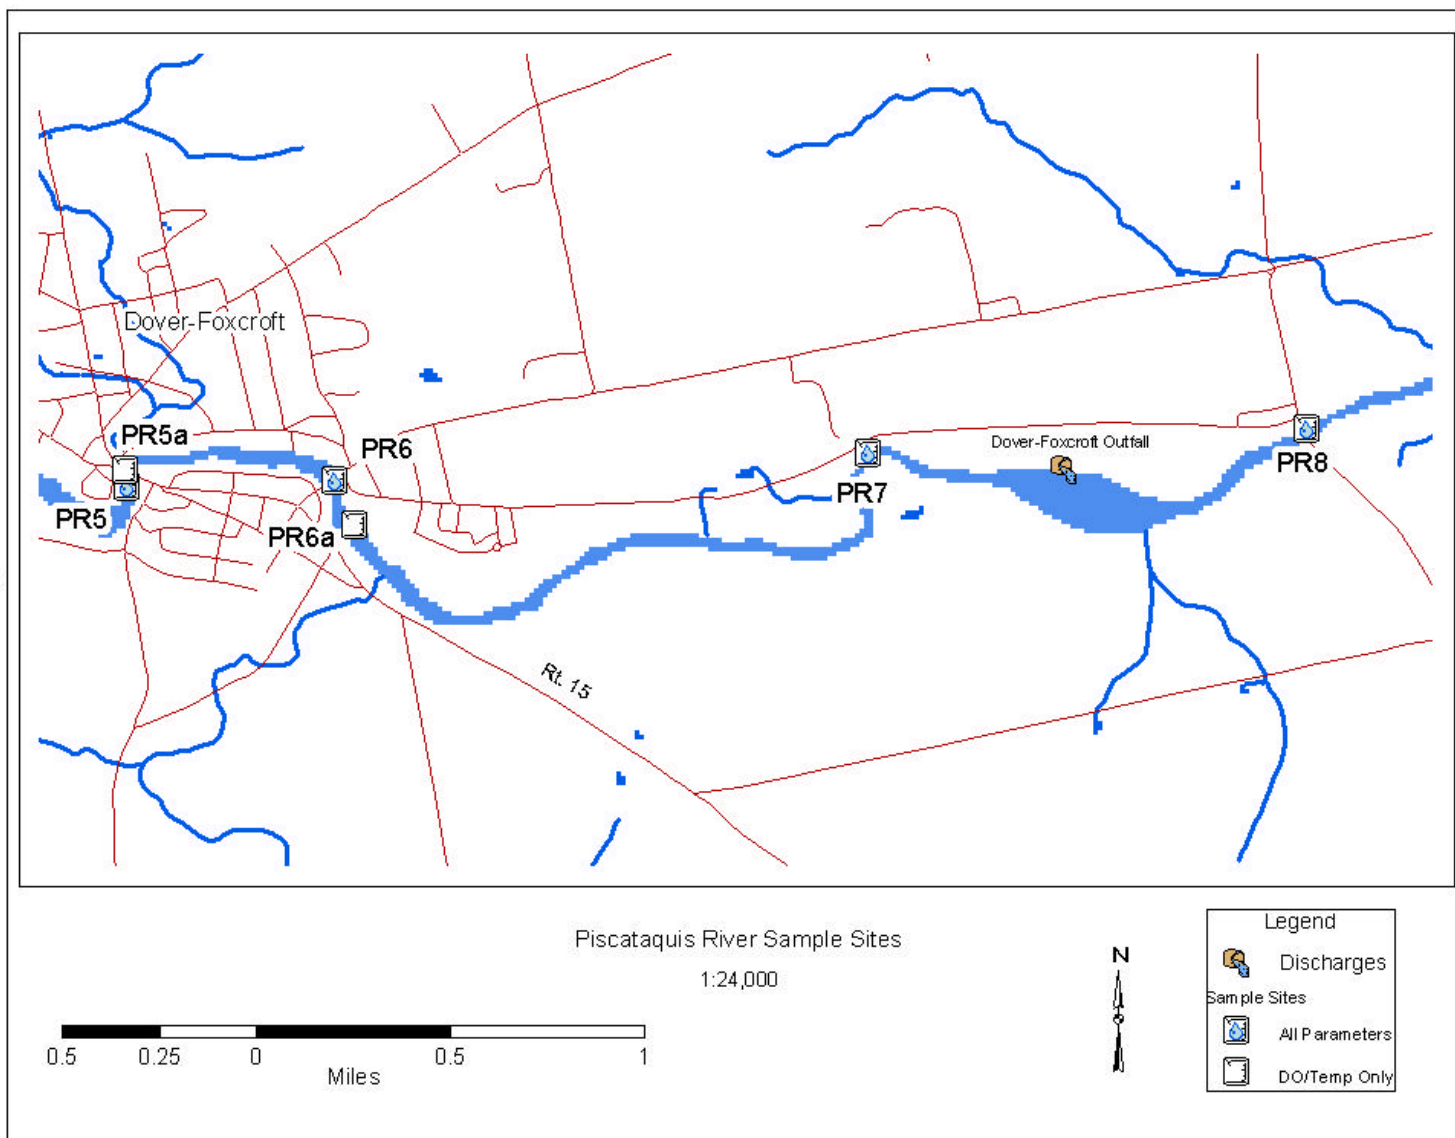 Dover-Foxcroft
PR5a
PR6
Dover-Foxcroft Outfall
PR8
PR7
PR5
PR6a
Rt. 15
Piscataquis River Sample Sites
1:24,000
0.5 0.25 0 0.5 1
Miles
N
Legend
Discharges
Sample Sites
All Parameters
DO/Temp Only